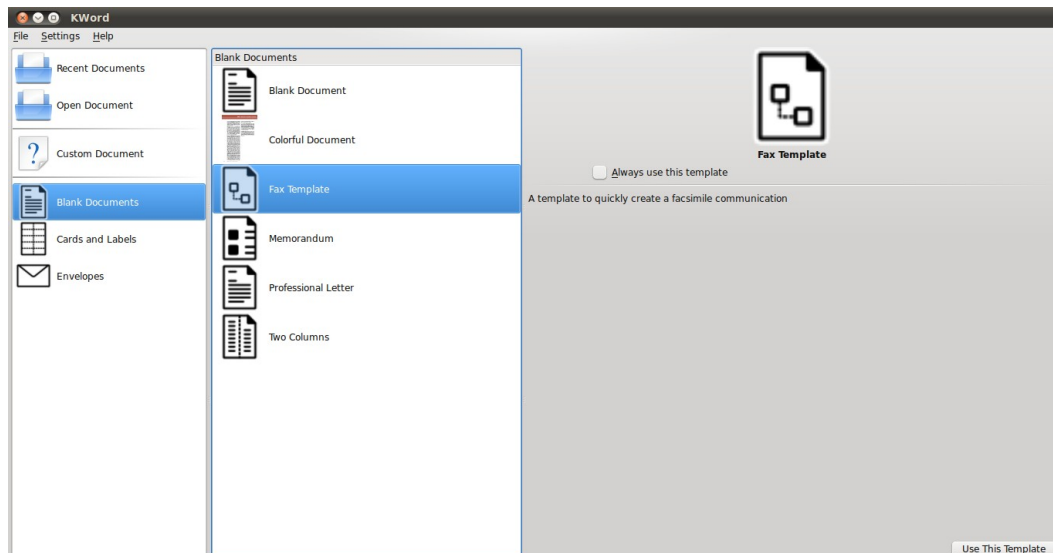 KWord
File Settings Help
Recent Documents
Open Document
Custom Document
Blank Documents
Cards and Labels
Envelopes
Blank Documents
Blank Document
Colorful Document
Fax Template
Memorandum
Professional Letter
Two Columns
Fax Template
Always use this template
A template to quickly create a facsimile communication
Use This Template